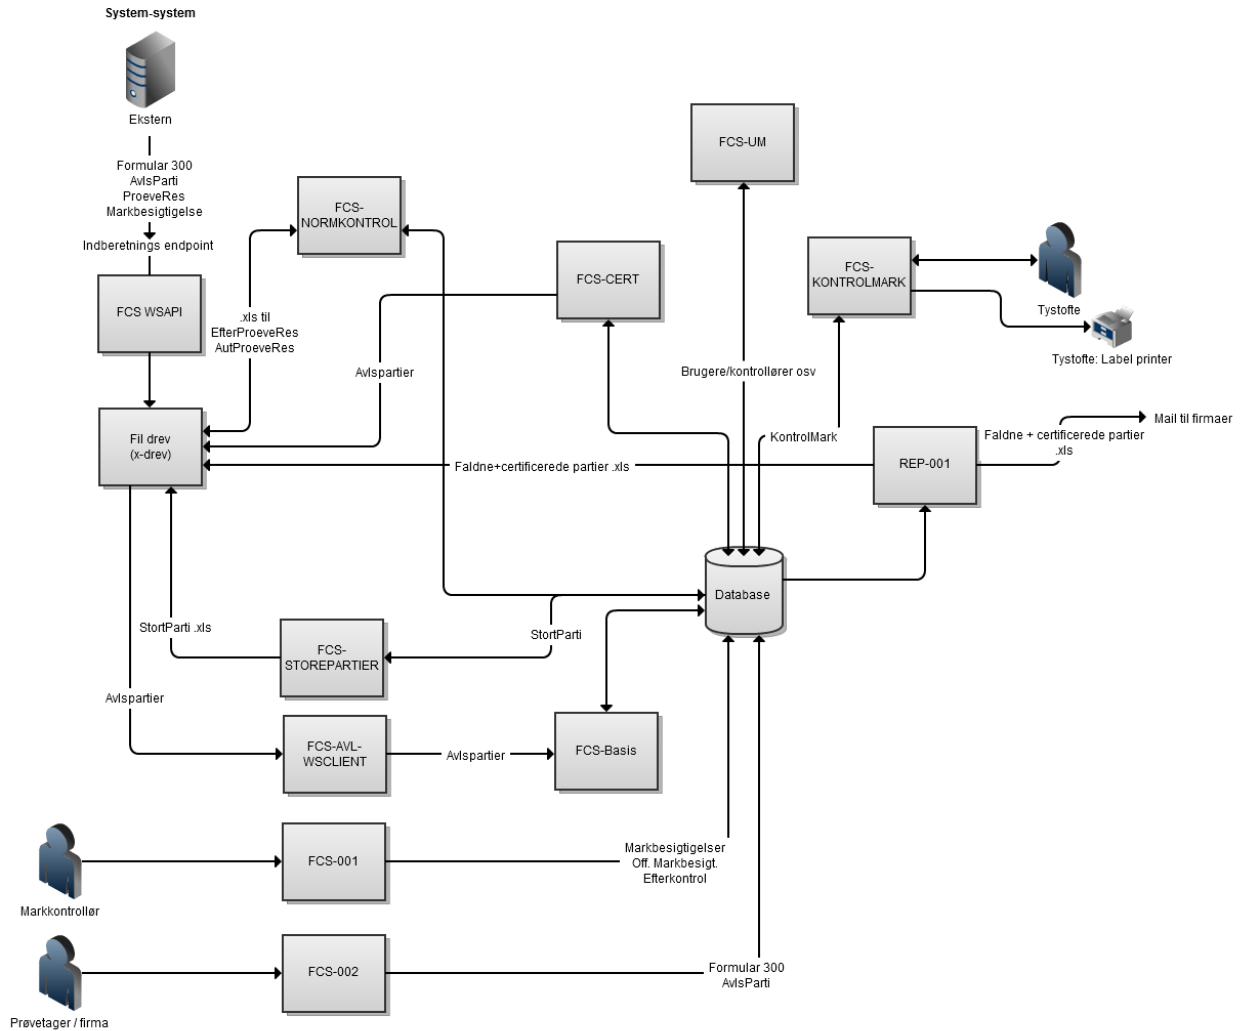 System-system
Ekstern
Formular 300
AvlsParti
ProeveRes
Markbesigtigelse
Indberetnings endpoint
FCS WSAPI
Fil drev
(x-drev)
FCS-
NORMKONTROL
.xls til
EfterProeveRes
AutProeveRes
FCS-CERT
Avlspartier
FCS-UM
Brugere/kontrollører osv
FCS-
KONTROLMARK
Tystofte
Tystofte: Label printer
KontrolMark
Mail til firmaer
Faldne + certificerede partier
.xls
REP-001
Faldne+certificerede partier .xls
Database
StortParti .xls
FCS-
STOREPARTIER
StortParti
Avlspartier
FCS-AVL-
WSCLIENT
Avlspartier
FCS-Basis
Markkontrollør
FCS-001
Markbesigtigelser
Off. Markbesigt.
Efterkontrol
Prøvetager / firma
FCS-002
Formular 300
AvlsParti